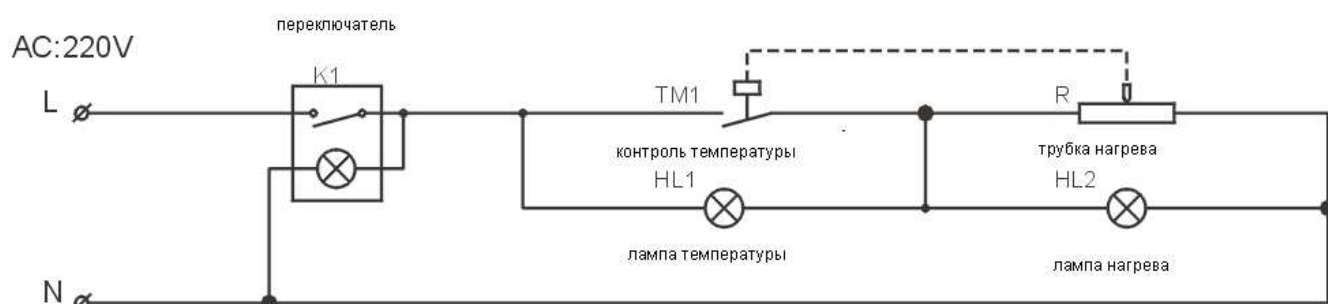 переключатель
AC:220V
K1
L
TM1
R
контроль температуры
трубка нагрева
HL1
HL2
лампа температуры
лампа нагрева
N